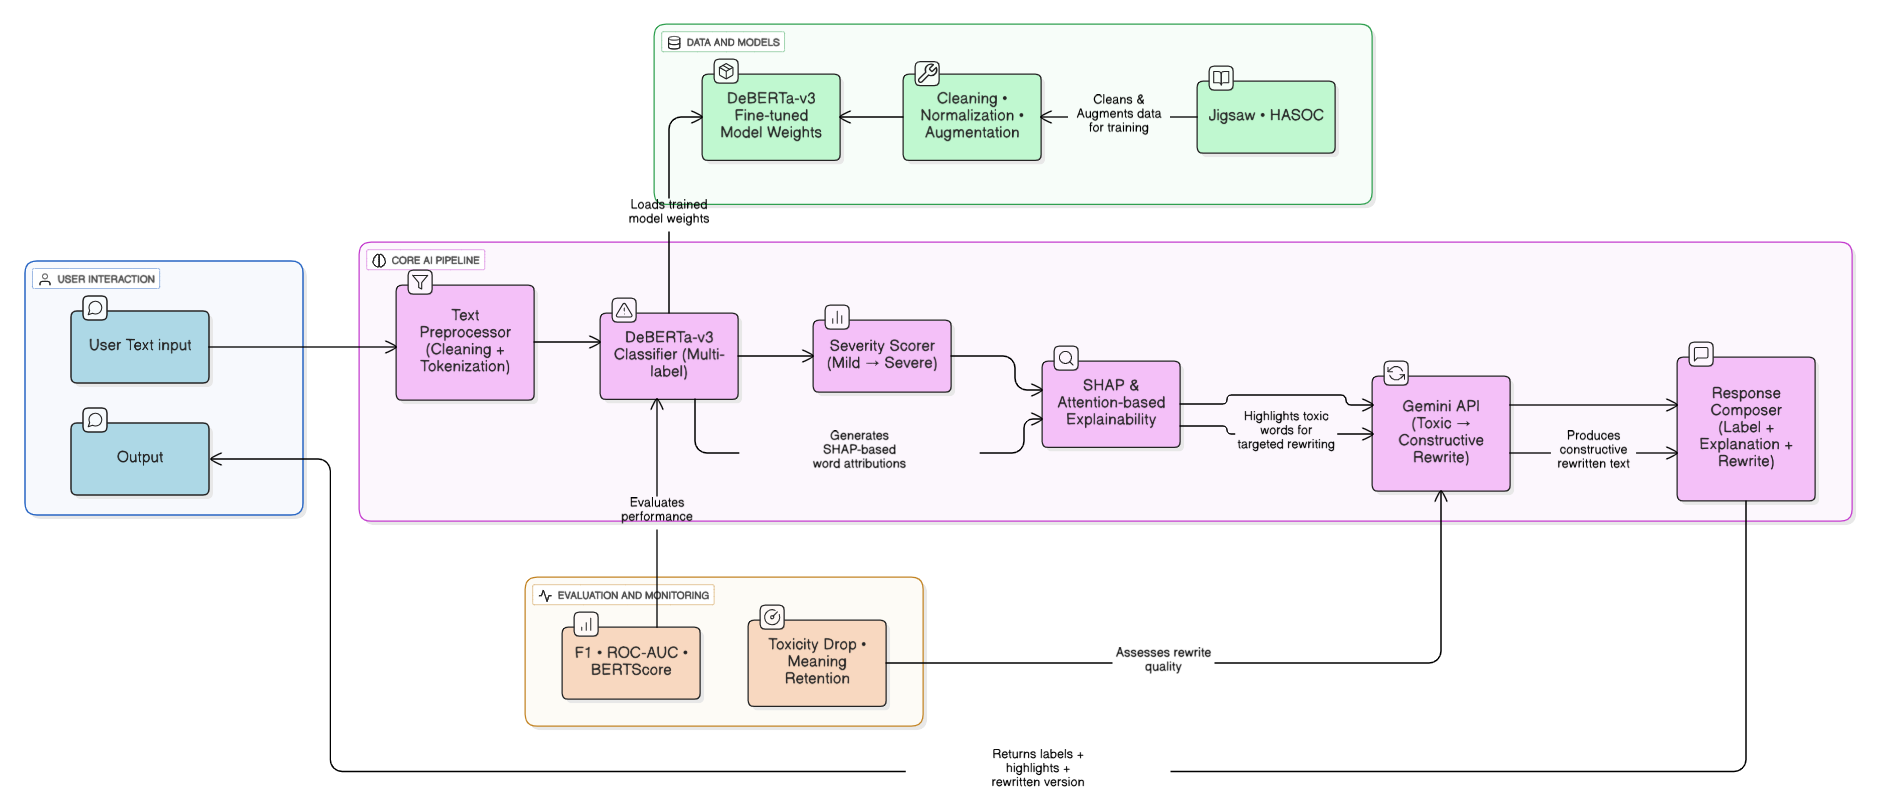 DATA AND MODELS
DeBERTa-v3
Fine-tuned
Model Weights
Cleaning •
Normalization •
Augmentation
Cleans &
Augments data
for training
Jigsaw • HASOC
Loads trained
model weights
USER INTERACTION
User Text input
Output
CORE AI PIPELINE
Text
Preprocessor
(Cleaning +
Tokenization)
DeBERTa-v3
Classifier (Multi-
label)
Severity Scorer
(Mild → Severe)
Generates
SHAP-based
word attributions
SHAP &
Attention-based
Explainability
Highlights toxic
words for
targeted rewriting
Gemini API
(Toxic →
Constructive
Rewrite)
Produces
constructive
rewritten text
Response
Composer
(Label +
Explanation +
Rewrite)
Evaluates
performance
EVALUATION AND MONITORING
F1 • ROC-AUC •
BERTScore
Toxicity Drop •
Meaning
Retention
Assesses rewrite
quality
Returns labels +
highlights +
rewritten version